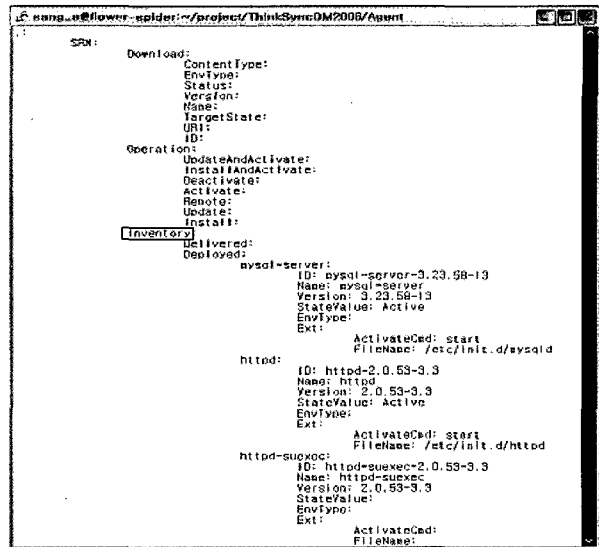 sang_e@flower-spider:~/project/ThinkSyncDM2006/Agent
SRM:
Download:
ContentType:
EnvType:
Status:
Version:
Name:
TargetState:
URI:
ID:
Operation:
UpdateAndActivate:
InstallAndActivate:
Deactivate:
Activate:
Remote:
Update:
Install:
Inventory
Delivered:
Deployed:
mysql-server:
ID: mysql-server-3.23.58-13
Name: mysql-server
Version: 3.23.58-13
StateValue: Active
EnvType:
Ext:
ActivateCmd: start
FileName: /etc/init.d/mysqld
httpd:
ID: httpd-2.0.53-3.3
Name: httpd
Version: 2.0.53-3.3
StateValue: Active
EnvType:
Ext:
ActivateCmd: start
FileName: /etc/init.d/httpd
httpd-suexec:
ID: httpd-suexec-2.0.53-3.3
Name: httpd-suexec
Version: 2.0.53-3.3
StateValue:
EnvType:
Ext:
ActivateCmd:
FileName: